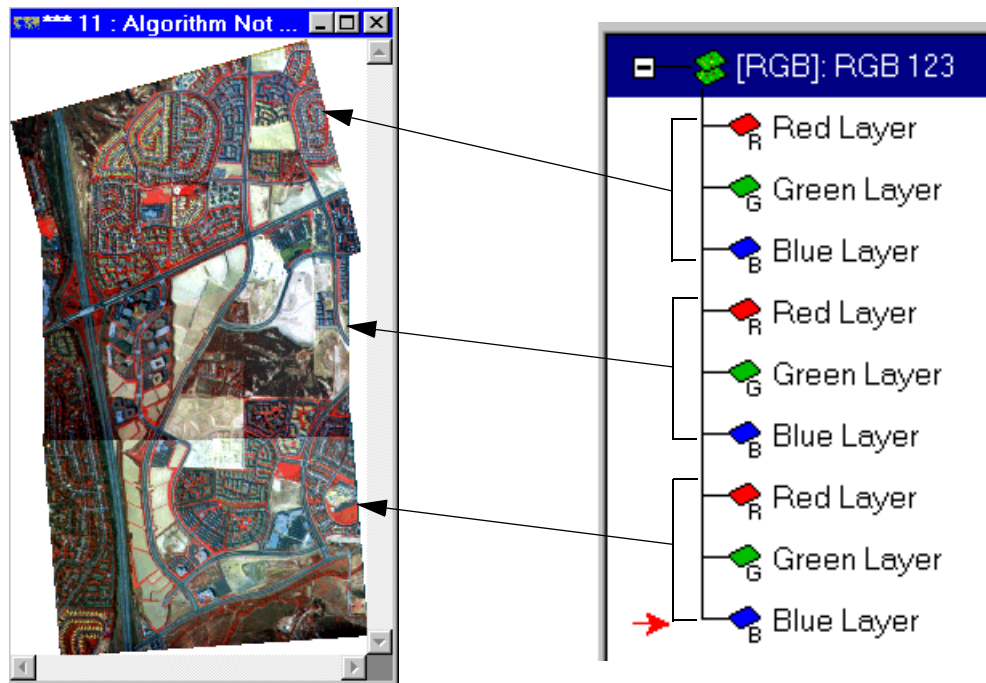 *** 11 : Algorithm Not ...
[RGB]: RGB 123
R Red Layer
G Green Layer
B Blue Layer
R Red Layer
G Green Layer
B Blue Layer
R Red Layer
G Green Layer
B Blue Layer